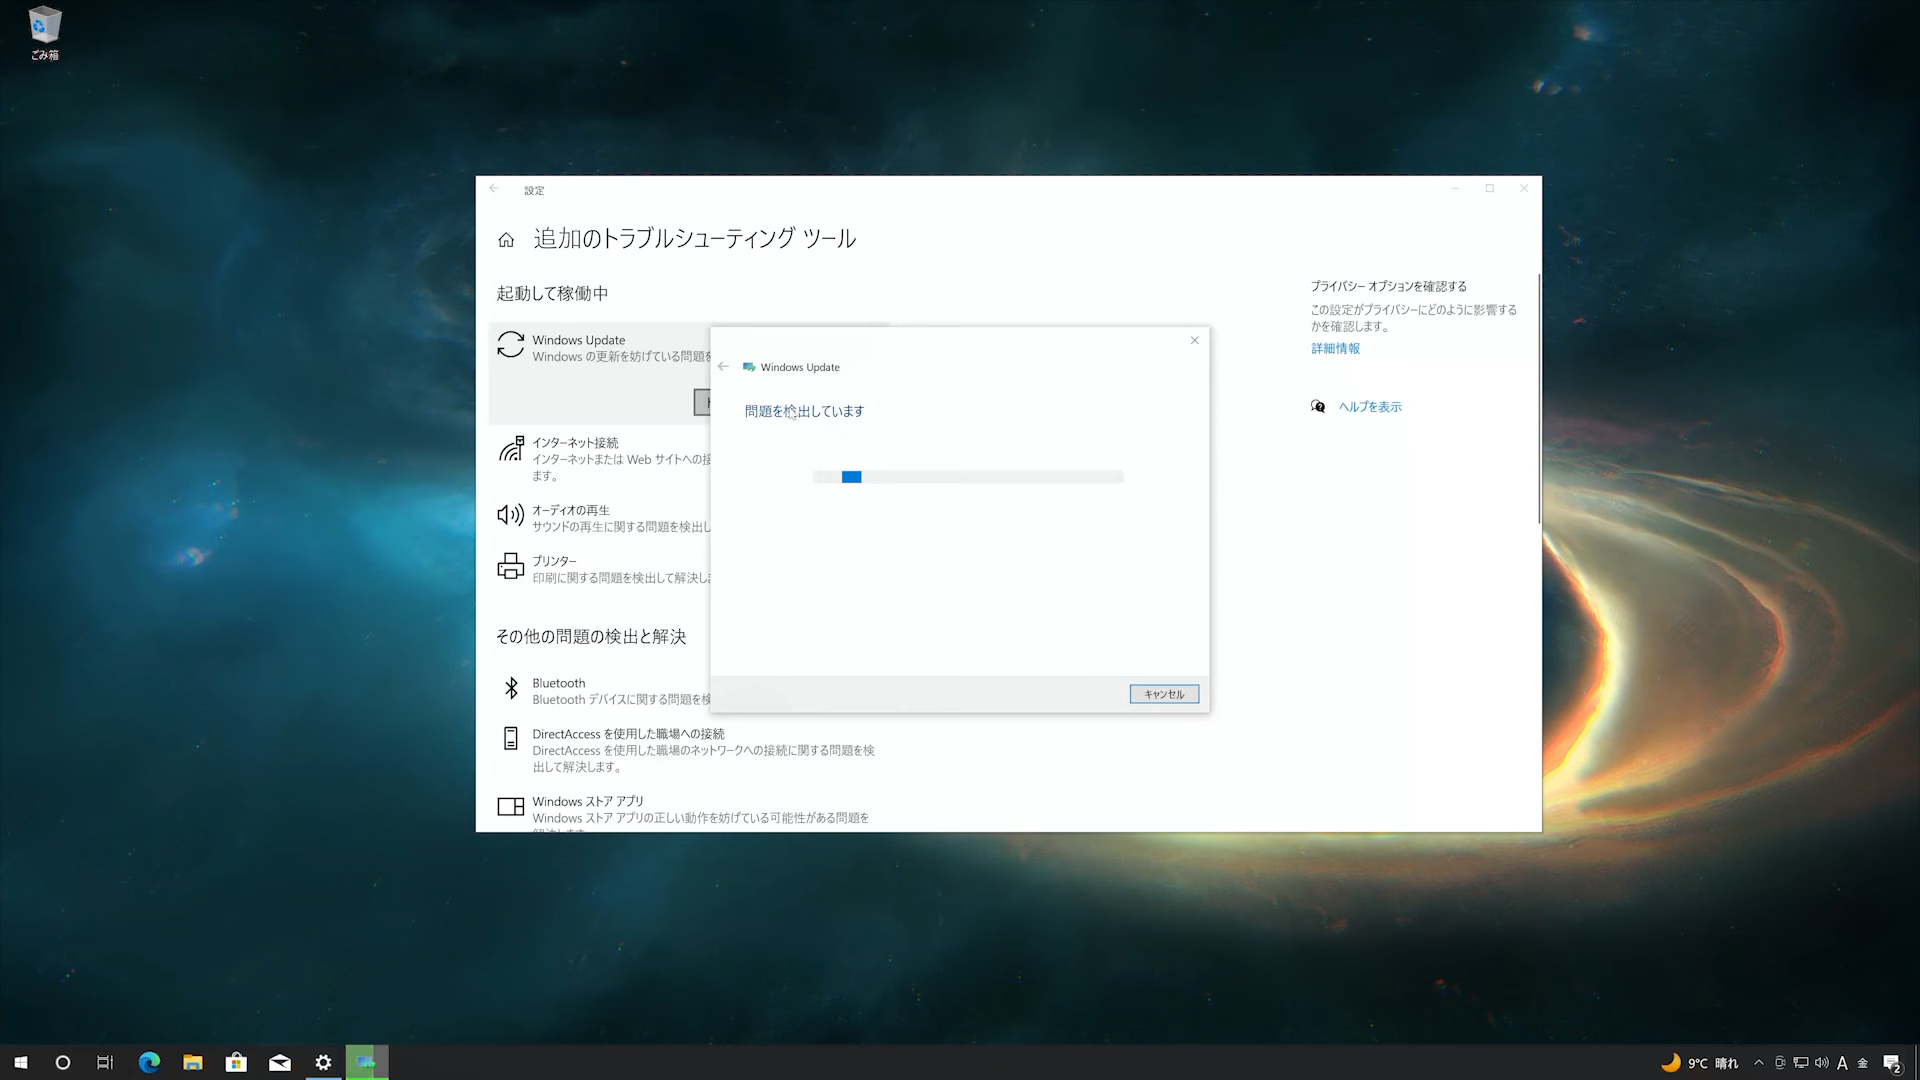 ごみ箱
設定
追加のトラブルシューティング ツール
起動して稼働中
Windows Update
Windows の更新を妨げている問題を
インターネット接続
インターネットまたは Web サイトへの接
ます。
オーディオの再生
サウンドの再生に関する問題を検出し
プリンター
印刷に関する問題を検出して解決しま
その他の問題の検出と解決
Bluetooth
Bluetooth デバイスに関する問題を検
DirectAccess を使用した職場への接続
DirectAccess を使用した職場のネットワークへの接続に関する問題を検
出して解決します。
Windows ストア アプリ
Windows ストア アプリの正しい動作を妨げている可能性がある問題を
Windows Update
問題を検出しています
キャンセル
プライバシー オプションを確認する
この設定がプライバシーにどのように影響する
かを確認します。
詳細情報
ヘルプを表示
9°C 晴れ
A
金
2